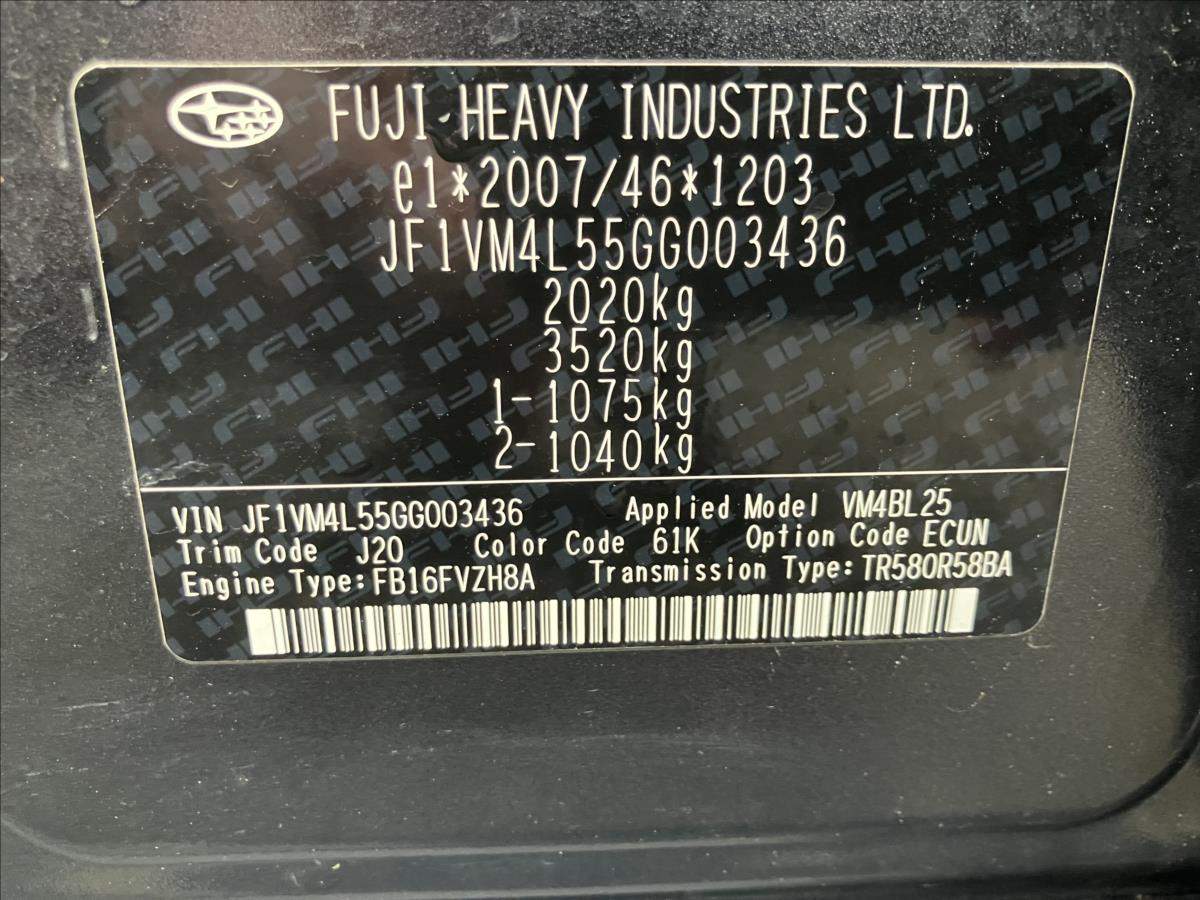 FUJI HEAVY INDUSTRIES LTD.
e1*2007/46*1203
JF1VM4L55GG003436
2020kg
3520kg
1-1075kg
2-1040kg
VIN JF1VM4L55GG003436 Applied Model VM4BL25
Trim Code J20 Color Code 61K Option Code ECUN
Engine Type:FB16FVZH8A Transmission Type:TR580R58BA